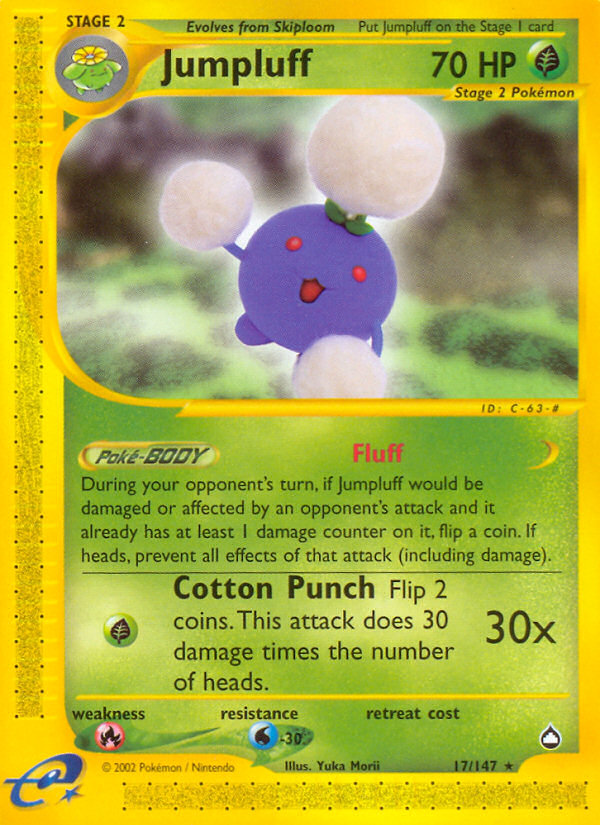 STAGE 2
Evolves from Skiploom Put Jumpluff on the Stage 1 card
Jumpluff 70 HP
Stage 2 Pokémon
ID: C-63-#
Poké-BODY Fluff
During your opponent's turn, if Jumpluff would be
damaged or affected by an opponent's attack and it
already has at least 1 damage counter on it, flip a coin. If
heads, prevent all effects of that attack (including damage).
Cotton Punch Flip 2
coins. This attack does 30
damage times the number
of heads.
30x
weakness resistance retreat cost
-30
© 2002 Pokémon / Nintendo Illus. Yuka Morii 17/147 ★
e